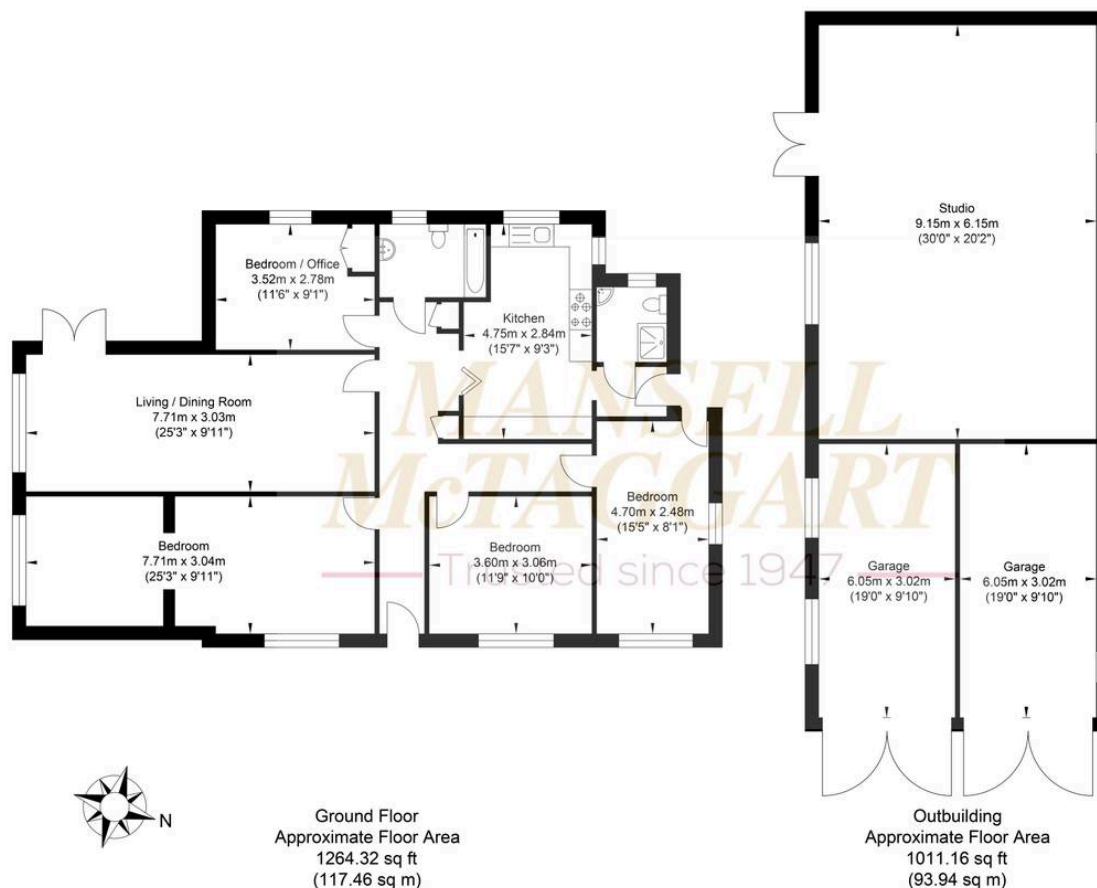 Studio
9.15m x 6.15m
(30'0" x 20'2")
Bedroom / Office
3.52m x 2.78m
(11'6" x 9'1")
Kitchen
4.75m x 2.84m
(15'7" x 9'3")
Living / Dining Room
7.71m x 3.03m
(25'3" x 9'11")
MANSELL
McTAGGART
Trusted since 1947
Bedroom
7.71m x 3.04m
(25'3" x 9'11")
Bedroom
3.60m x 3.06m
(11'9" x 10'0")
Bedroom
4.70m x 2.48m
(15'5" x 8'1")
Garage
6.05m x 3.02m
(19'0" x 9'10")
Garage
6.05m x 3.02m
(19'0" x 9'10")
N
Ground Floor
Approximate Floor Area
1264.32 sq ft
(117.46 sq m)
Outbuilding
Approximate Floor Area
1011.16 sq ft
(93.94 sq m)